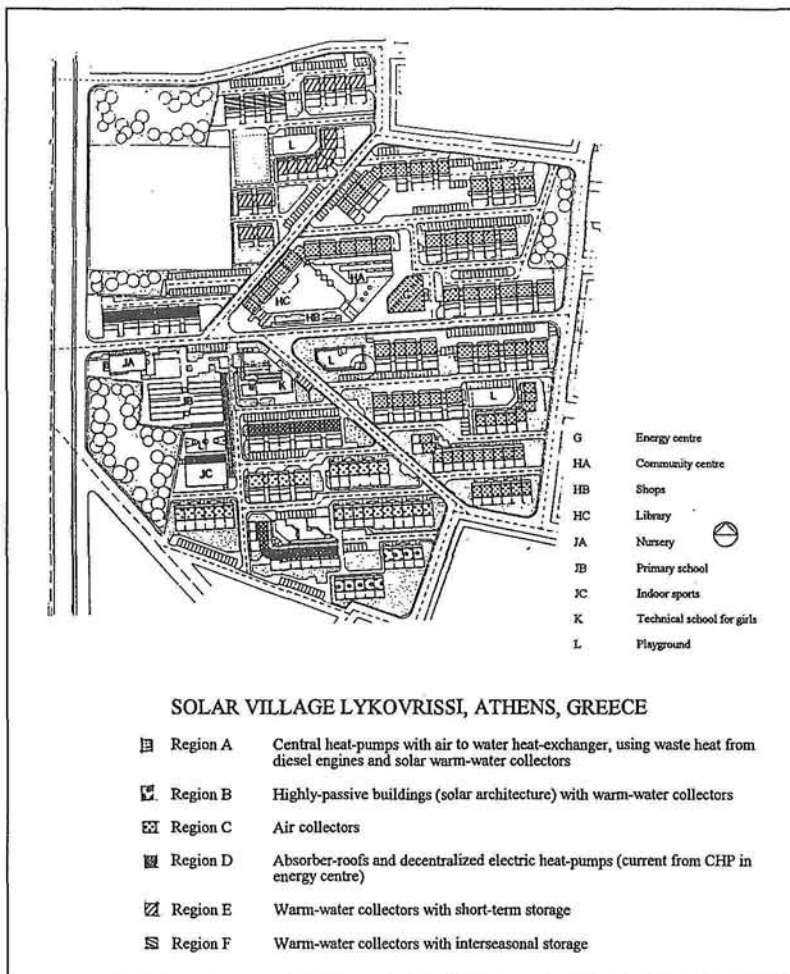 L
HA
HC
G
HB
JA
L
B
K
JB
L
L
JC
G Energy centre
HA Community centre
HB Shops
HC Library
JA Nursery
JB Primary school
JC Indoor sports
K Technical school for girls
L Playground
SOLAR VILLAGE LYKOVRISSI, ATHENS, GREECE
Region A Central heat-pumps with air to water heat-exchanger, using waste heat from
diesel engines and solar warm-water collectors
Region B Highly-passive buildings (solar architecture) with warm-water collectors
Region C Air collectors
Region D Absorber-roofs and decentralized electric heat-pumps (current from CHP in
energy centre)
Region E Warm-water collectors with short-term storage
Region F Warm-water collectors with interseasonal storage